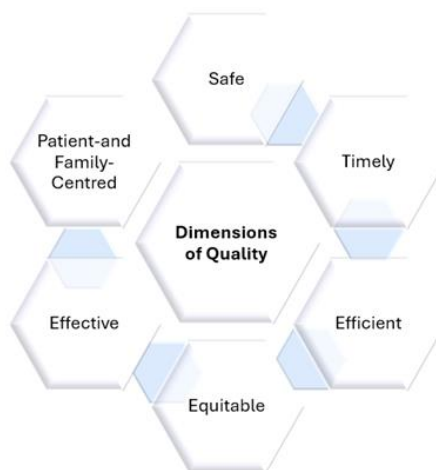 Safe
Patient-and
Family-
Centred
Timely
Dimensions
of Quality
Effective
Efficient
Equitable